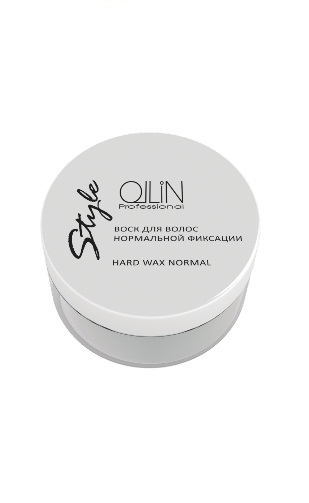 Style
OLLiN
Professional
ВОСК ДЛЯ ВОЛОС
НОРМАЛЬНОЙ ФИКСАЦИИ
HARD WAX NORMAL